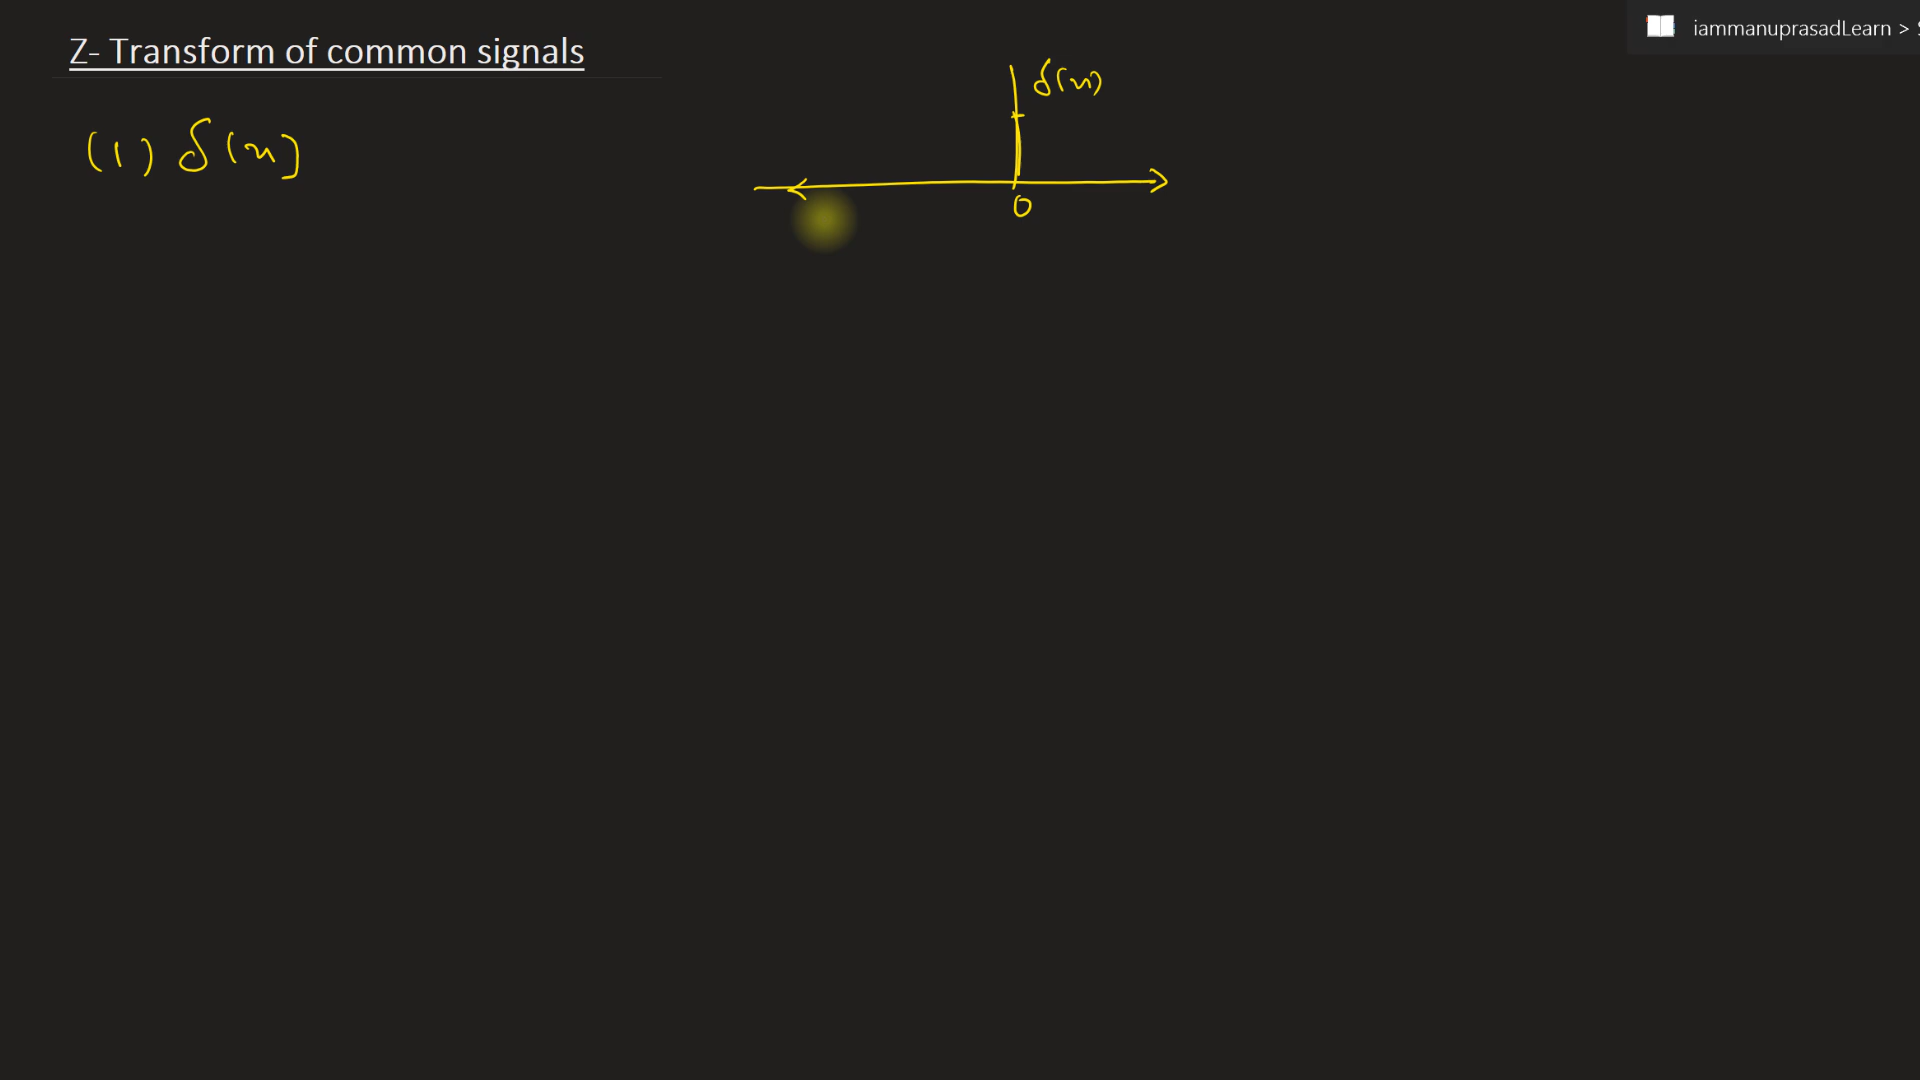 Z- Transform of common signals
iammanuprasadLearn >
δ(n)
(1) δ(n)
0